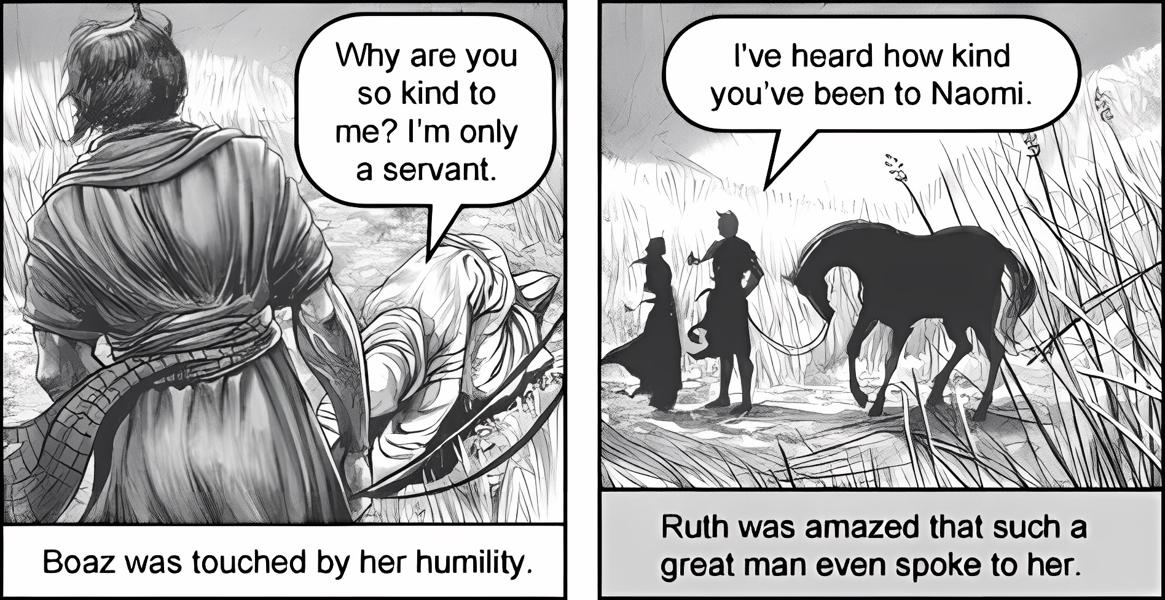 Why are you
so kind to
me? I'm only
a servant.
Boaz was touched by her humility.
I've heard how kind
you've been to Naomi.
Ruth was amazed that such a
great man even spoke to her.